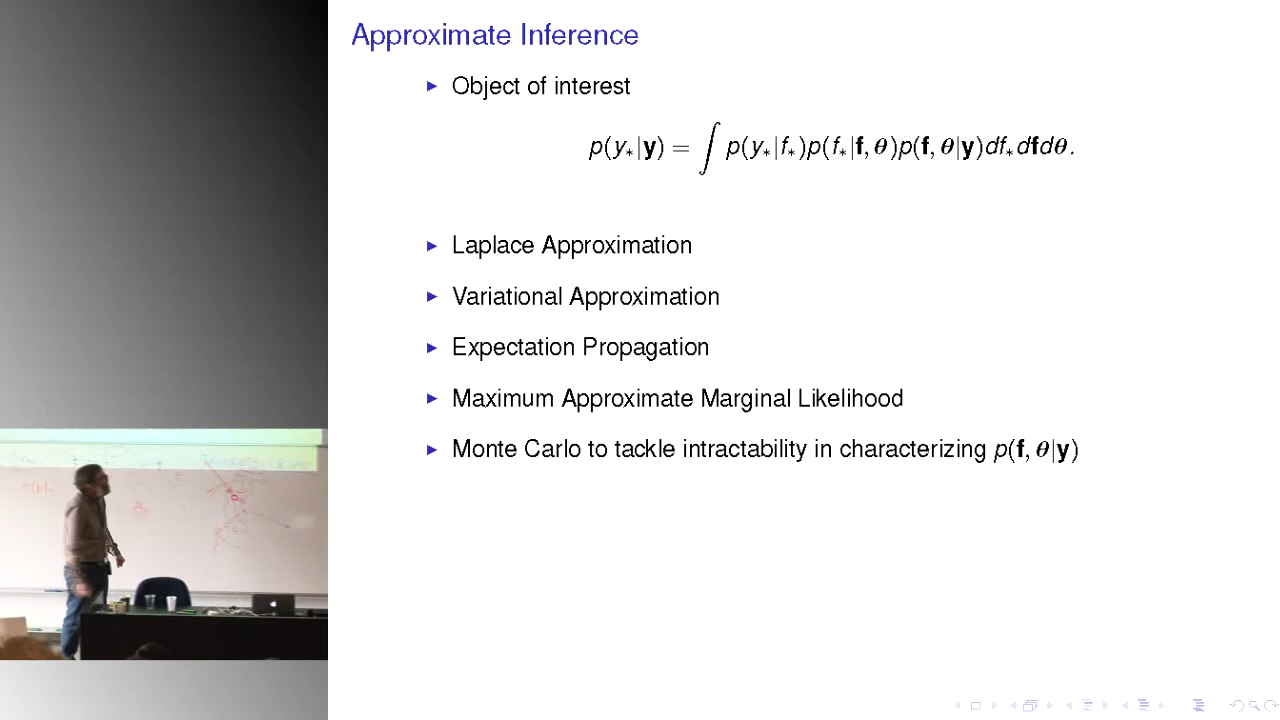 Approximate Inference
▶ Object of interest
p(y∗|y) = ∫ p(y∗|f∗)p(f∗|f, θ)p(f, θ|y)df∗dfdθ.
▶ Laplace Approximation
▶ Variational Approximation
▶ Expectation Propagation
▶ Maximum Approximate Marginal Likelihood
▶ Monte Carlo to tackle intractability in characterizing p(f, θ|y)